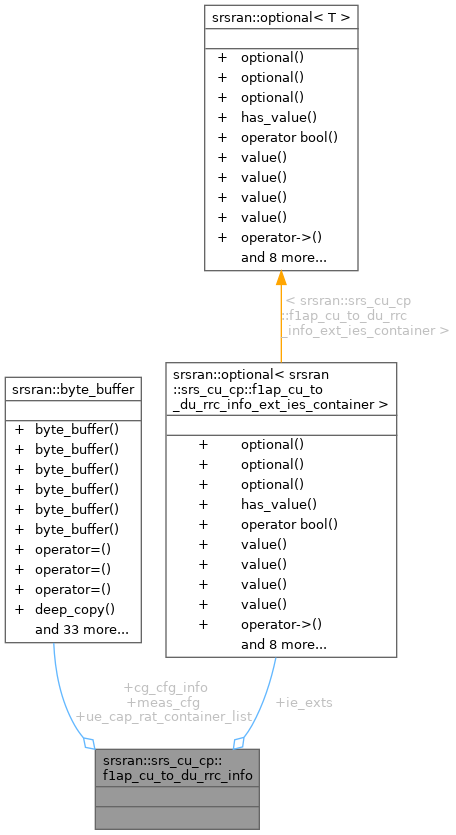 srsran::optional< T >
+ optional()
+ optional()
+ optional()
+ has_value()
+ operator bool()
+ value()
+ value()
+ value()
+ value()
+ operator->()
and 8 more...
< srsran::srs_cu_cp
::f1ap_cu_to_du_rrc
_info_ext_ies_container >
srsran::byte_buffer
+ byte_buffer()
+ byte_buffer()
+ byte_buffer()
+ byte_buffer()
+ byte_buffer()
+ byte_buffer()
+ operator=()
+ operator=()
+ operator=()
+ deep_copy()
and 33 more...
srsran::optional< srsran
::srs_cu_cp::f1ap_cu_to
_du_rrc_info_ext_ies_container >
+ optional()
+ optional()
+ optional()
+ has_value()
+ operator bool()
+ value()
+ value()
+ value()
+ value()
+ operator->()
and 8 more...
+cg_cfg_info
+meas_cfg
+ue_cap_rat_container_list
+ie_exts
srsran::srs_cu_cp::
f1ap_cu_to_du_rrc_info